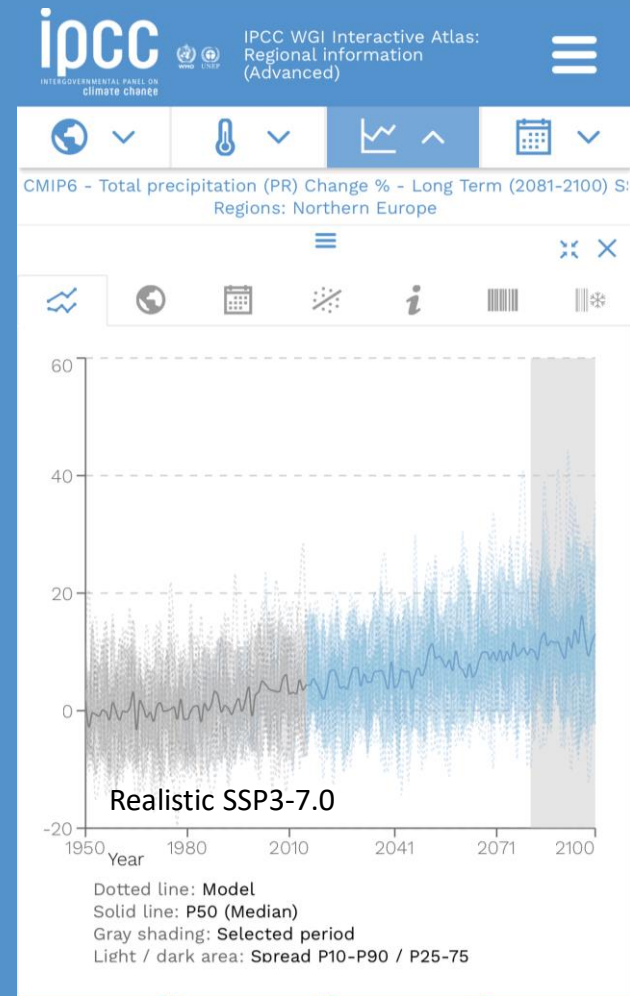 ipcc
INTERGOVERNMENTAL PANEL ON
climate change
WMO UNEP
IPCC WGI Interactive Atlas:
Regional information
(Advanced)
CMIP6 - Total precipitation (PR) Change % - Long Term (2081-2100) S
Regions: Northern Europe
60
40
20
0
-20
Realistic SSP3-7.0
1950 1980 2010 2041 2071 2100
Year
Dotted line: Model
Solid line: P50 (Median)
Gray shading: Selected period
Light / dark area: Spread P10-P90 / P25-75